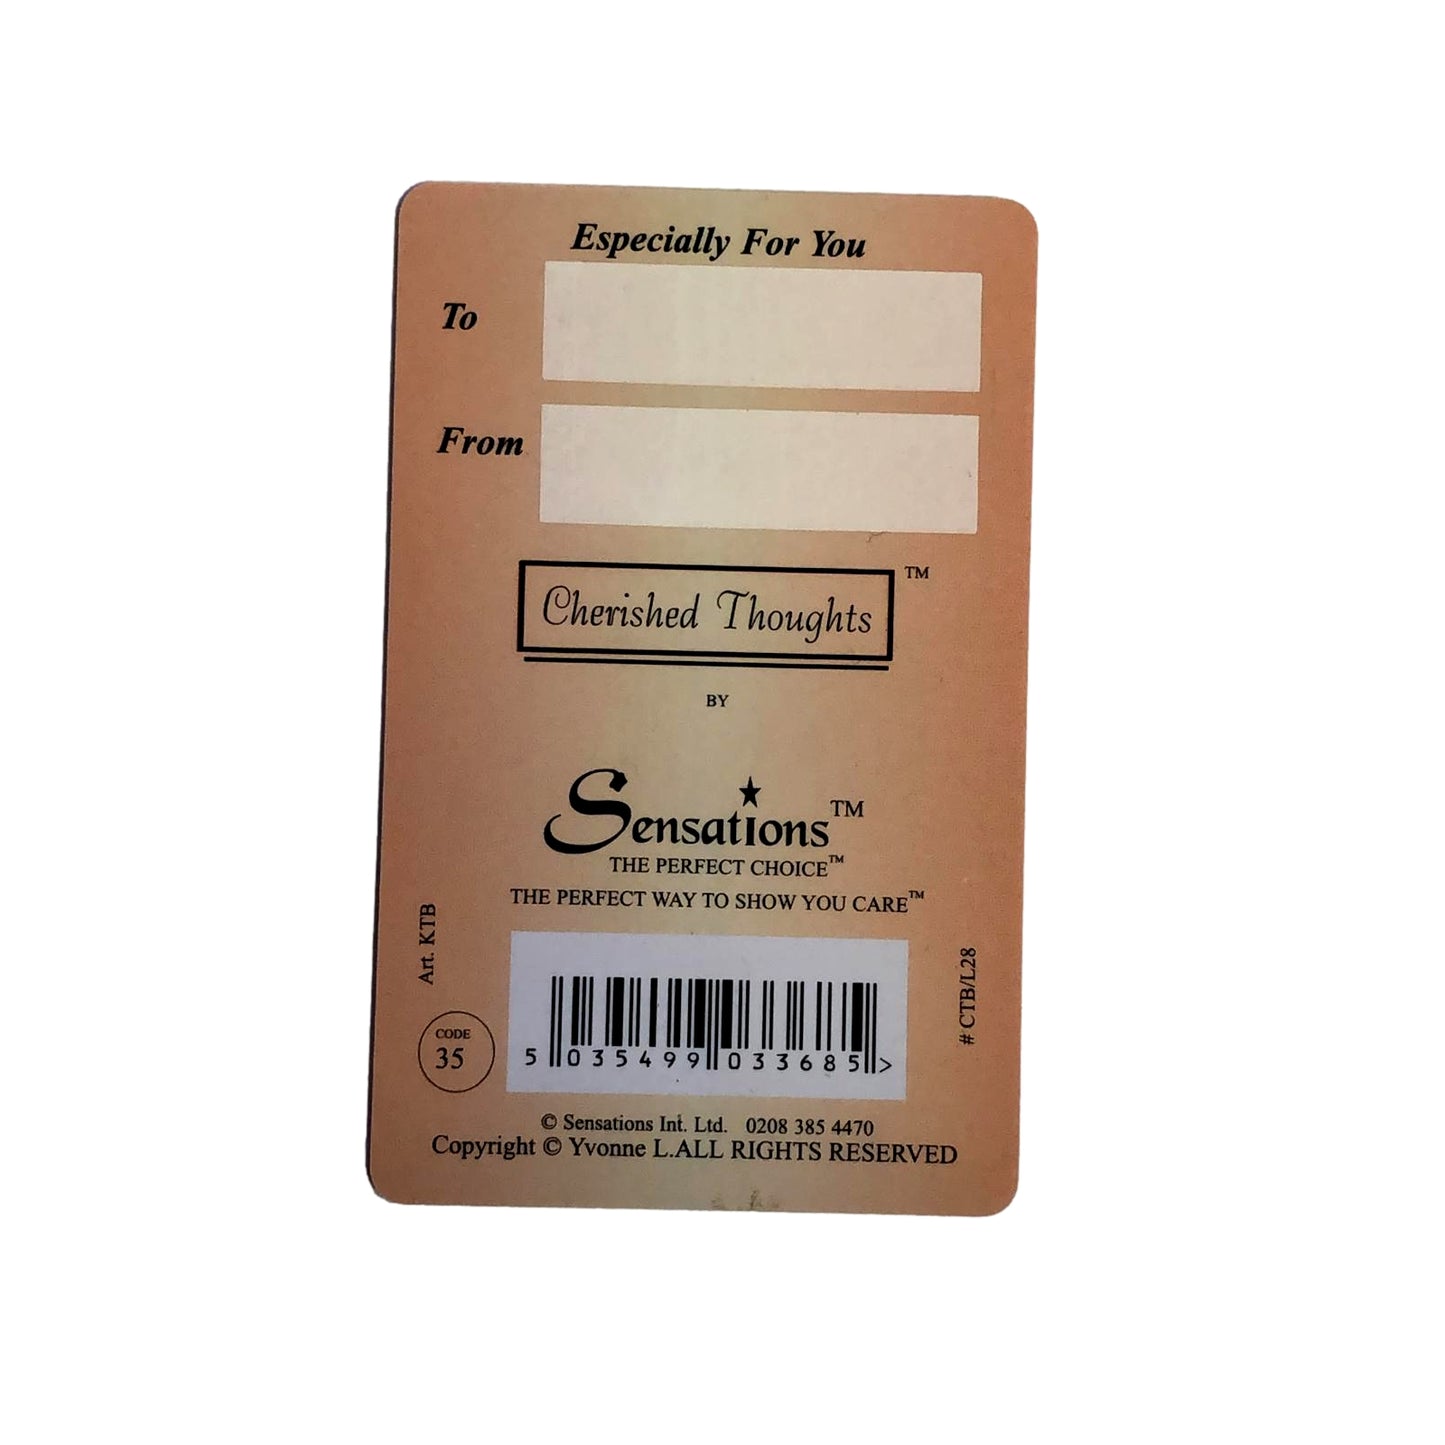 Especially For You
To
From
Cherished Thoughts TM
BY
Sensations TM
THE PERFECT CHOICE™
THE PERFECT WAY TO SHOW YOU CARE™
Art. KTB
# CTB/L28
CODE
35
5 035499 033685 >
© Sensations Int. Ltd. 0208 385 4470
Copyright © Yvonne L.ALL RIGHTS RESERVED